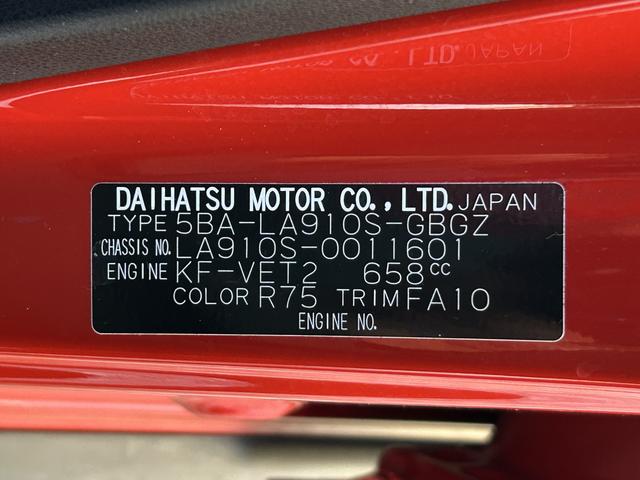 DAIHATSU MOTOR CO., LTD. JAPAN
TYPE 5BA-LA910S-GBGZ
CHASSIS NO. LA910S-0011601
ENGINE KF-VET2 658cc
COLOR R75 TRIM FA10
ENGINE NO.